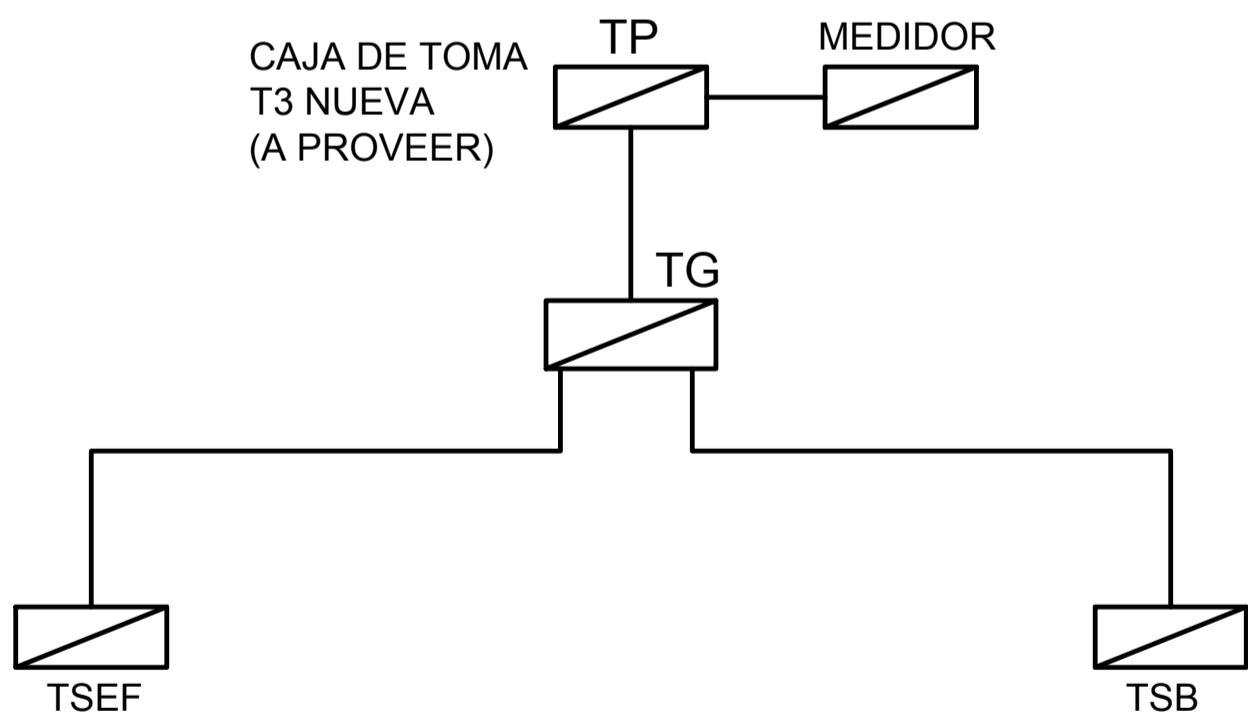 CAJA DE TOMA
T3 NUEVA
(A PROVEER)
TP
MEDIDOR
TG
TSEF
TSB